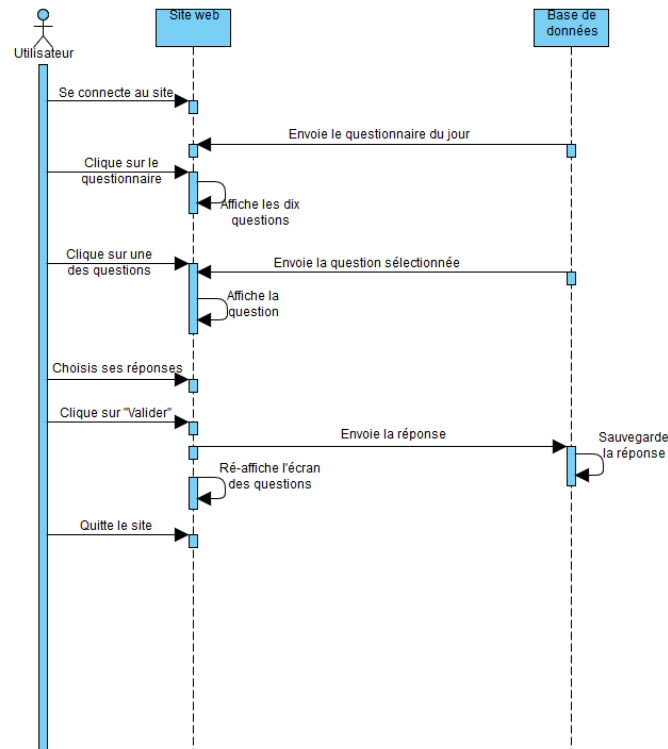 Utilisateur
Site web
Base de
données
Se connecte au site
Envoie le questionnaire du jour
Clique sur le
questionnaire
Affiche les dix
questions
Clique sur une
des questions
Envoie la question sélectionnée
Affiche la
question
Choisis ses réponses
Clique sur "Valider"
Envoie la réponse
Sauvegarde
la réponse
Ré-affiche l'écran
des questions
Quitte le site